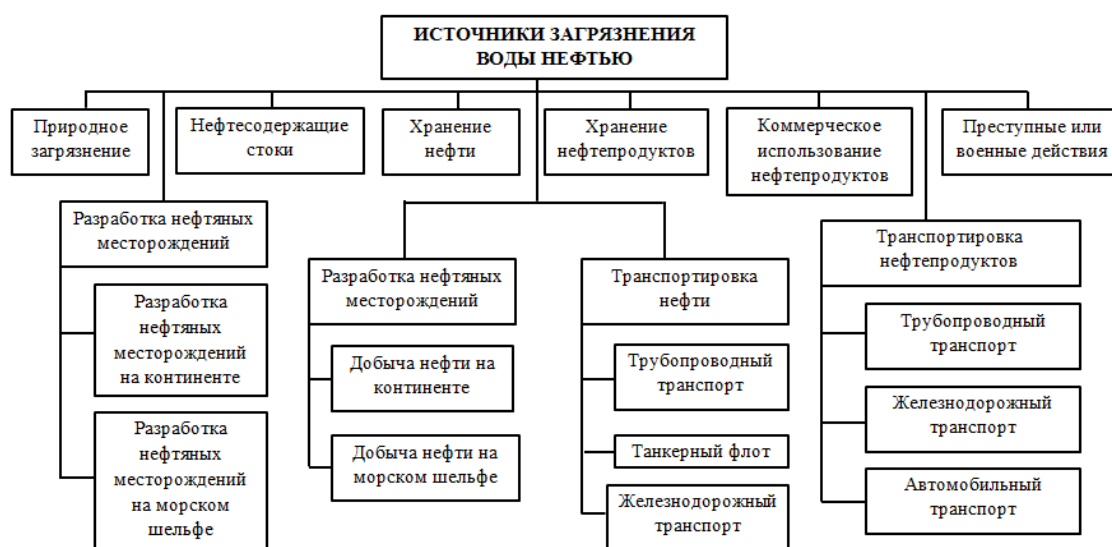 ИСТОЧНИКИ ЗАГРЯЗНЕНИЯ
ВОДЫ НЕФТЬЮ
Природное
загрязнение
Нефтесодержащие
стоки
Хранение
нефти
Хранение
нефтепродуктов
Коммерческое
использование
нефтепродуктов
Преступные или
военные действия
Разработка нефтяных
месторождений
Разработка
нефтяных
месторождений
на континенте
Разработка
нефтяных
месторождений
на морском
шельфе
Разработка нефтяных
месторождений
Добыча нефти на
континенте
Добыча нефти на
морском шельфе
Транспортировка
нефти
Трубопроводный
транспорт
Танкерный флот
Железнодорожный
транспорт
Транспортировка
нефтепродуктов
Трубопроводный
транспорт
Железнодорожный
транспорт
Автомобильный
транспорт